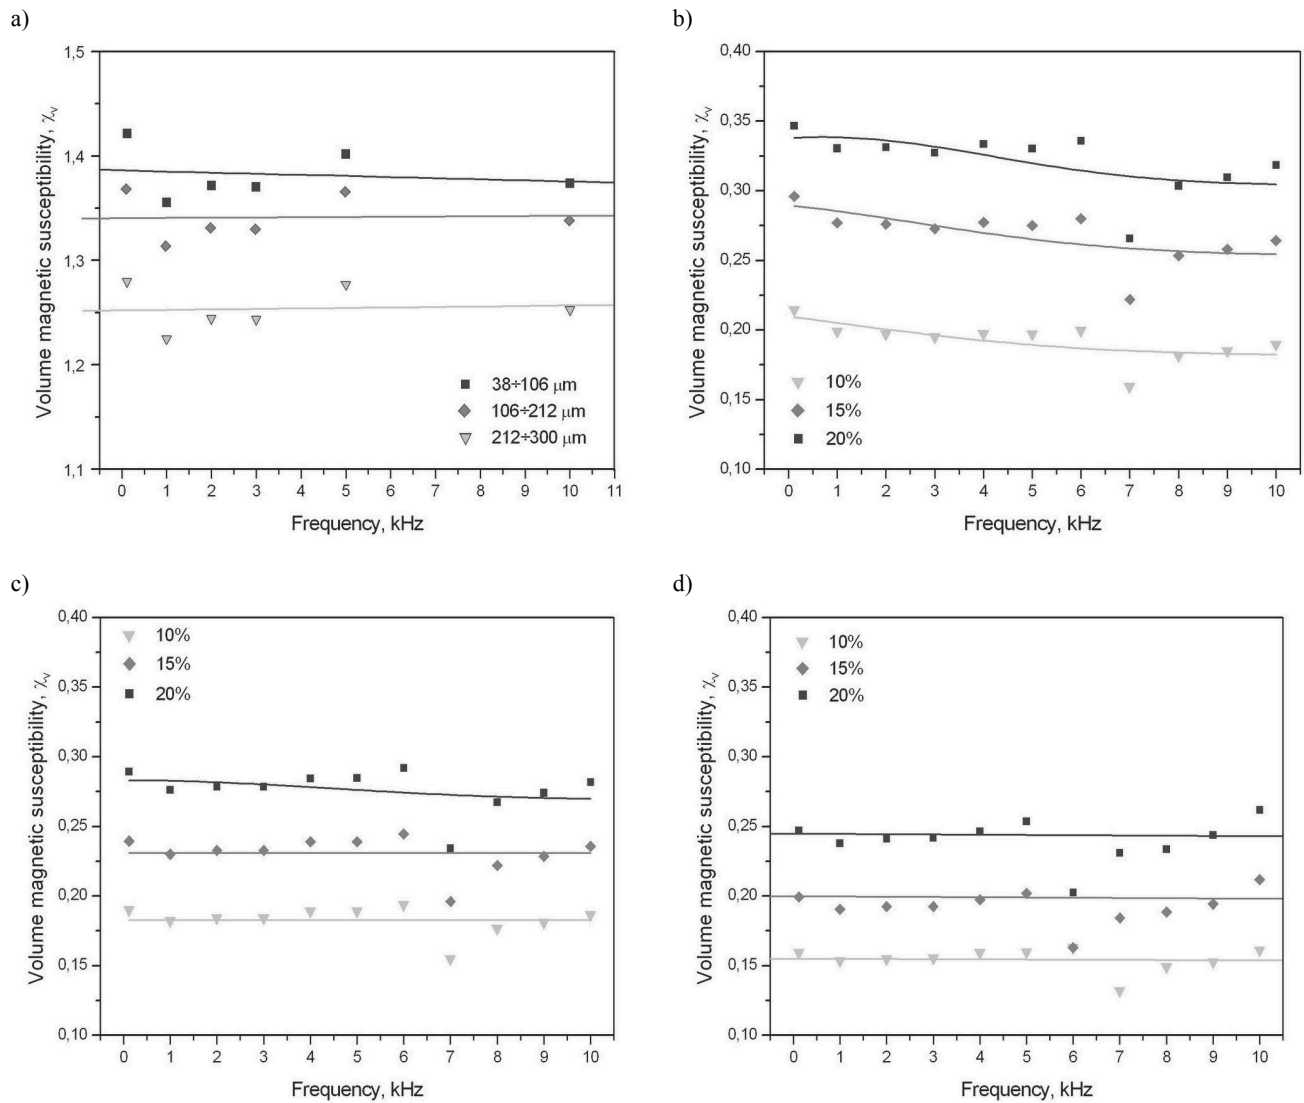 a)
Volume magnetic susceptibility, χv
1,5
1,4
1,3
1,2
1,1
38÷106 μm
106÷212 μm
212÷300 μm
0 1 2 3 4 5 6 7 8 9 10 11
Frequency, kHz
b)
Volume magnetic susceptibility, χv
0,40
0,35
0,30
0,25
0,20
0,15
0,10
10%
15%
20%
0 1 2 3 4 5 6 7 8 9 10
Frequency, kHz
c)
Volume magnetic susceptibility, χv
0,40
0,35
0,30
0,25
0,20
0,15
0,10
10%
15%
20%
0 1 2 3 4 5 6 7 8 9 10
Frequency, kHz
d)
Volume magnetic susceptibility, χv
0,40
0,35
0,30
0,25
0,20
0,15
0,10
10%
15%
20%
0 1 2 3 4 5 6 7 8 9 10
Frequency, kHz